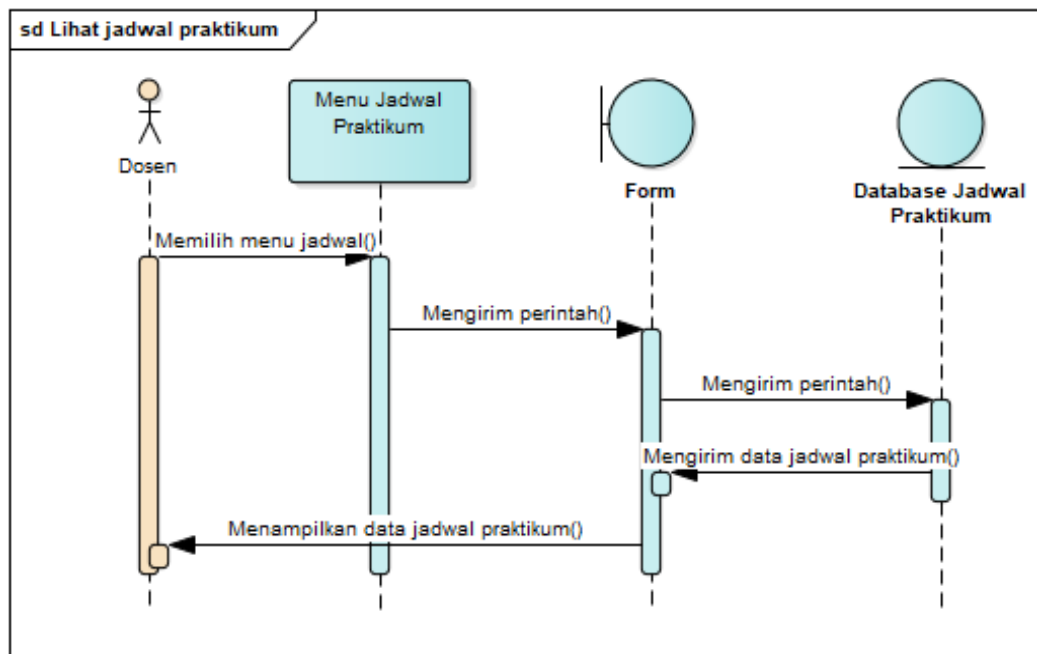 sd Lihat jadwal praktikum
Menu Jadwal
Praktikum
Dosen
Form
Database Jadwal
Praktikum
Memilih menu jadwal()
Mengirim perintah()
Mengirim perintah()
Mengirim data jadwal praktikum()
Menampilkan data jadwal praktikum()